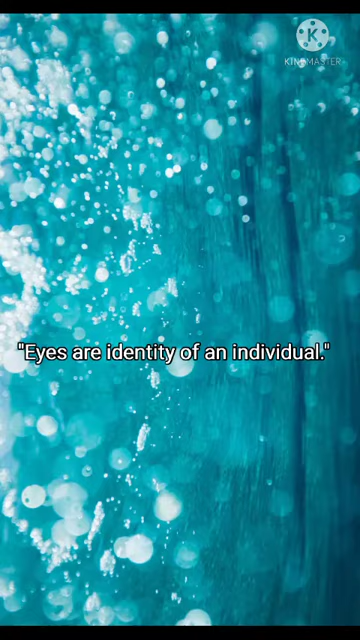 K
KINEMASTER
"Eyes are identity of an individual."